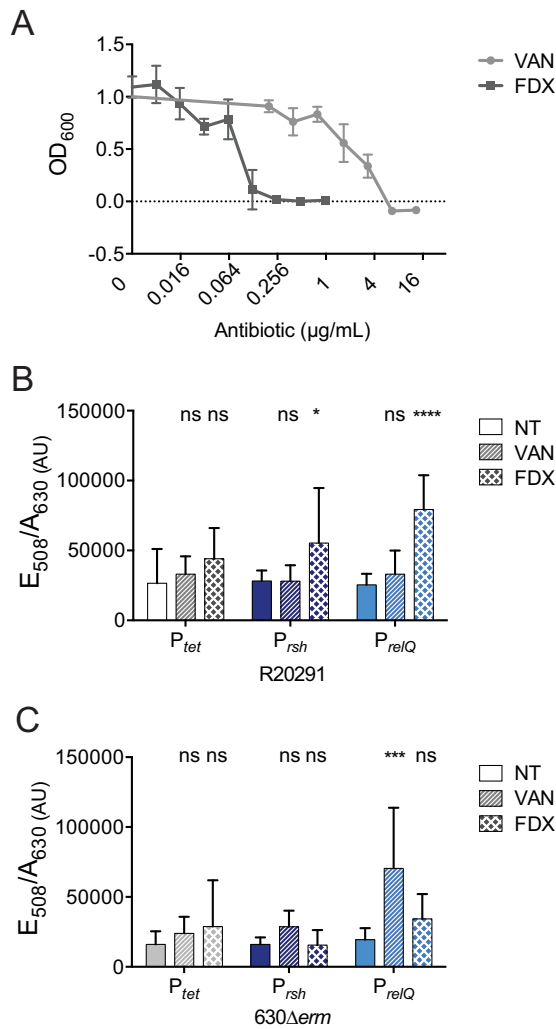 A
1.5
1.0
0.5
0.0
-0.5
OD600
0
0.016
0.064
0.256
1
4
16
Antibiotic (µg/mL)
VAN
FDX
B
150000
100000
50000
0
E508/A630 (AU)
ns ns
ns *
ns ****
Ptet
Prsh
PrelQ
R20291
NT
VAN
FDX
C
150000
100000
50000
0
E508/A630 (AU)
ns ns
ns ns
*** ns
Ptet
Prsh
PrelQ
630Δerm
NT
VAN
FDX